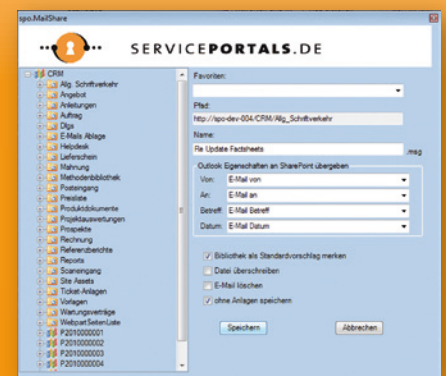 spo.MailShare
SERVICEPORTALS.DE
CRM
Allg. Schriftverkehr
Angebot
Anleitungen
Auftrag
Dlgs
E-Mails Ablage
Helpdesk
Lieferschein
Mahnung
Methodenbibliothek
Posteingang
Preisliste
Produktdokumente
Projektauswertungen
Prospekte
Rechnung
Referenzberichte
Reports
Scaneingang
Site Assets
Ticket-Anlagen
Vorlagen
Wartungsverträge
WebpartSeitenListe
P2010000001
P2010000002
P2010000003
P2010000004
Favoriten:
Pfad:
http://spo-dev-004/CRM/Allg_Schriftverkehr
Name:
Re Update Factsheets
.msg
Outlook Eigenschaften an SharePoint übergeben
Von: E-Mail von
An: E-Mail an
Betreff: E-Mail Betreff
Datum: E-Mail Datum
Bibliothek als Standardvorschlag merken
Datei überschreiben
E-Mail löschen
ohne Anlagen speichern
Speichern
Abbrechen